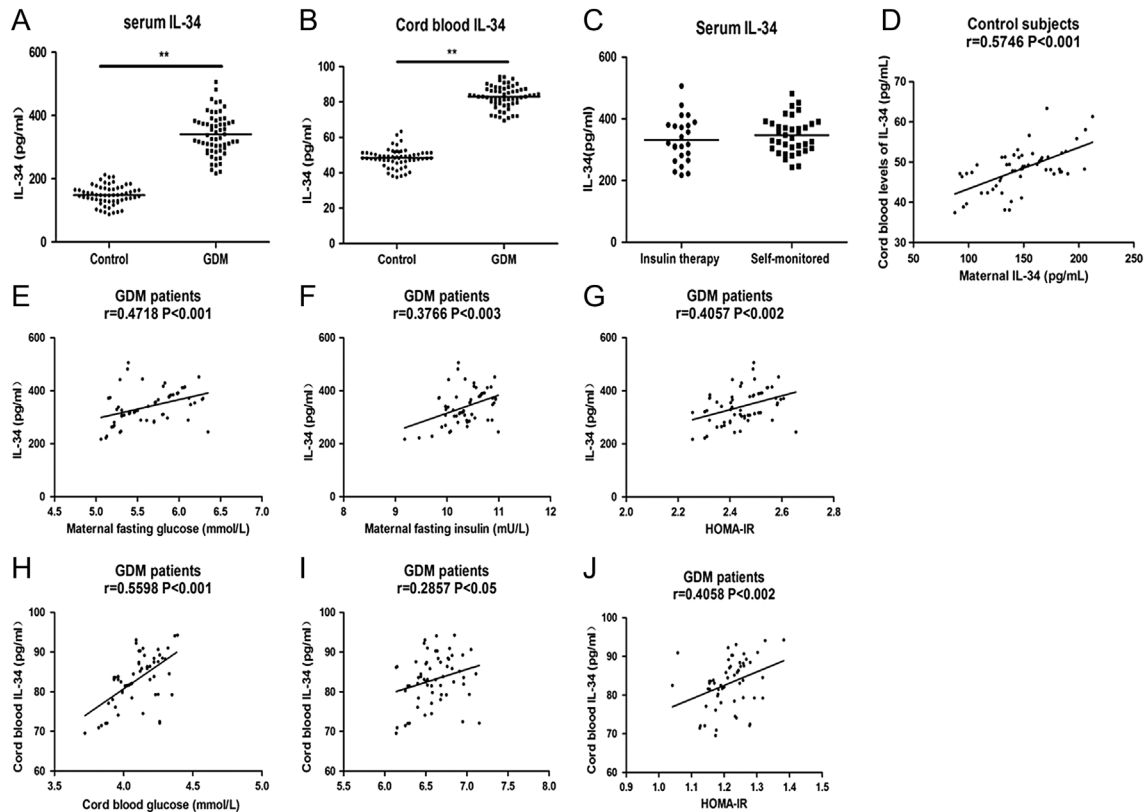 A
serum IL-34
**
600
400
200
0
IL-34 (pg/ml)
Control
GDM
B
Cord blood IL-34
**
100
80
60
40
20
0
IL-34 (pg/ml)
Control
GDM
C
Serum IL-34
600
400
200
0
IL-34(pg/ml)
Insulin therapy
Self-monitored
D
Control subjects
r=0.5746 P<0.001
70
60
50
40
30
Cord blood levels of IL-34 (pg/mL)
50
100
150
200
250
Maternal IL-34 (pg/mL)
E
GDM patients
r=0.4718 P<0.001
600
400
200
0
IL-34 (pg/ml)
4.5
5.0
5.5
6.0
6.5
7.0
Maternal fasting glucose (mmol/L)
F
GDM patients
r=0.3766 P<0.003
600
400
200
0
IL-34 (pg/ml)
8
9
10
11
12
Maternal fasting insulin (mU/L)
G
GDM patients
r=0.4057 P<0.002
600
400
200
0
IL-34 (pg/ml)
2.0
2.2
2.4
2.6
2.8
HOMA-IR
H
GDM patients
r=0.5598 P<0.001
100
90
80
70
60
Cord blood IL-34 (pg/ml)
3.5
4.0
4.5
5.0
Cord blood glucose (mmol/L)
I
GDM patients
r=0.2857 P<0.05
100
90
80
70
60
Cord blood IL-34 (pg/ml)
5.5
6.0
6.5
7.0
7.5
8.0
J
GDM patients
r=0.4058 P<0.002
100
90
80
70
60
Cord blood IL-34 (pg/ml)
0.9
1.0
1.1
1.2
1.3
1.4
1.5
HOMA-IR